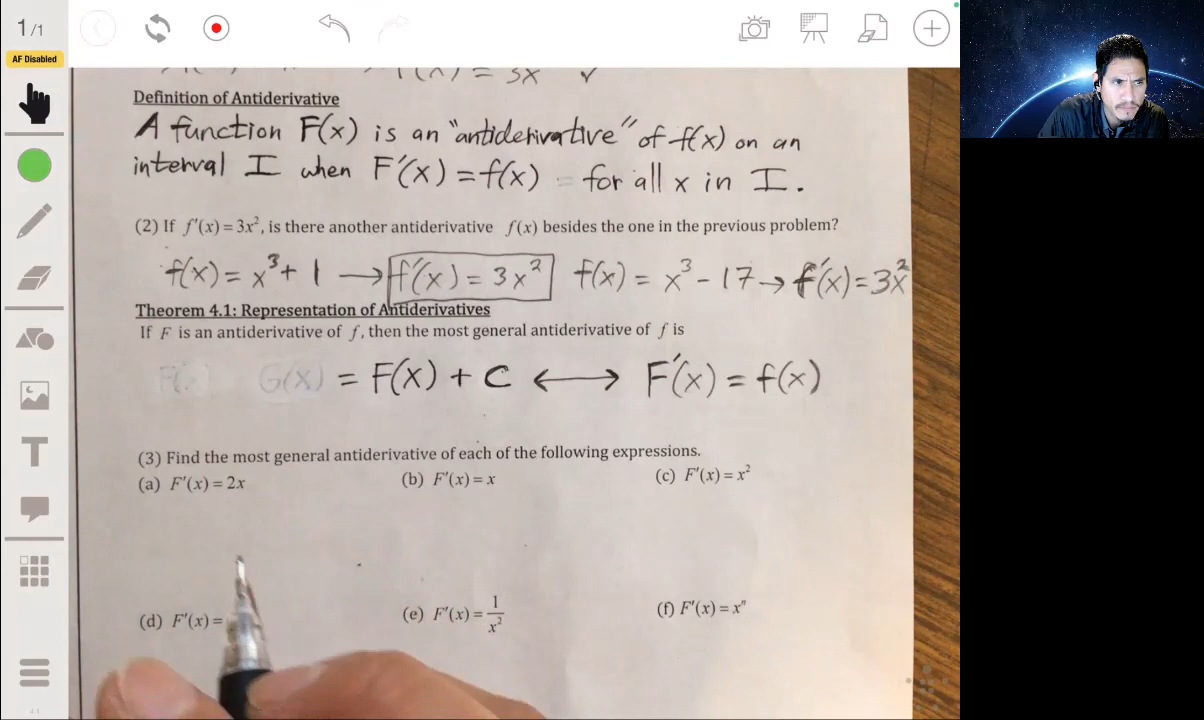 1/1
AF Disabled
Definition of Antiderivative
A function F(x) is an "antiderivative" of f(x) on an
interval I when F'(x) = f(x) for all x in I.
(2) If f'(x) = 3x², is there another antiderivative f(x) besides the one in the previous problem?
f(x) = x³ + 1 → f'(x) = 3x² f(x) = x³ - 17 → f'(x) = 3x²
Theorem 4.1: Representation of Antiderivatives
If F is an antiderivative of f, then the most general antiderivative of f is
G(x) = F(x) + C ⟷ F'(x) = f(x)
(3) Find the most general antiderivative of each of the following expressions.
(a) F'(x) = 2x (b) F'(x) = x (c) F'(x) = x²
(d) F'(x) = (e) F'(x) = 1/x² (f) F'(x) = xⁿ
T